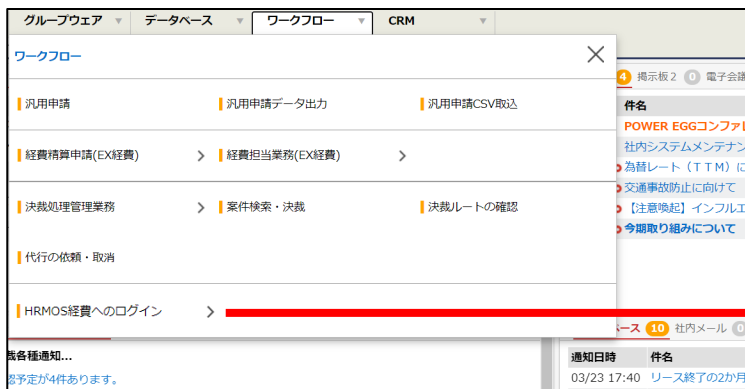 グループウェア ▼ データベース ▼ ワークフロー ▼ CRM ▼
ワークフロー
汎用申請 汎用申請データ出力 汎用申請CSV取込
経費精算申請(EX経費) 経費担当業務(EX経費)
決裁処理管理業務 案件検索・決裁 決裁ルートの確認
代行の依頼・取消
HRMOS経費へのログイン
4 掲示板2 0 電子会議
件名
POWER EGGコンファレ
社内システムメンテナン
為替レート(TTM)に
交通事故防止に向けて
【注意喚起】インフルエ
今期取り組みについて
ベース 10 社内メール 0
通知日時 件名
03/23 17:40 リース終了の2か月
各種通知...
予定が4件あります。